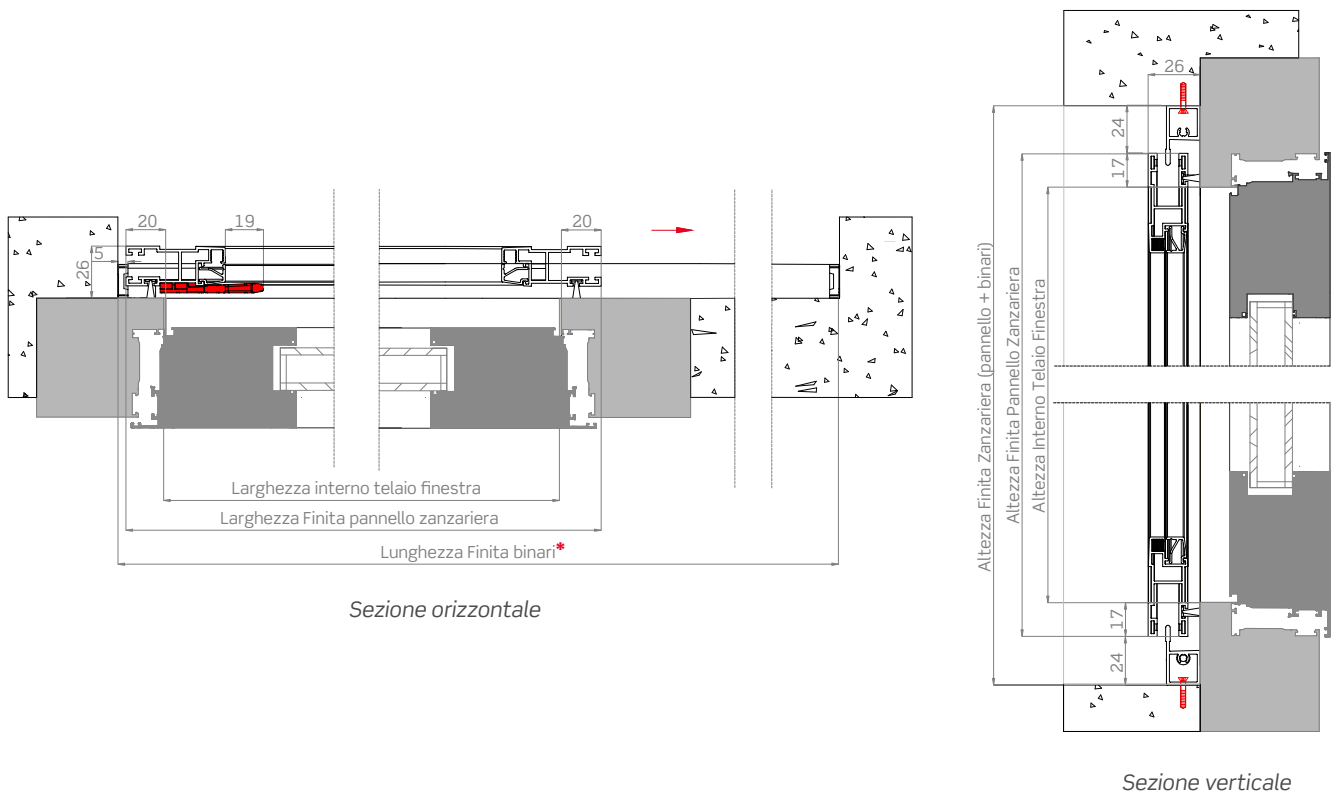 20
19
20
5
26
Larghezza interno telaio finestra
Larghezza Finita pannello zanzariera
Lunghezza Finita binari*
Sezione orizzontale
26
24
17
Altezza Finita Zanzariera (pannello + binari)
Altezza Finita Pannello Zanzariera
Altezza Interno Telaio Finestra
17
24
Sezione verticale